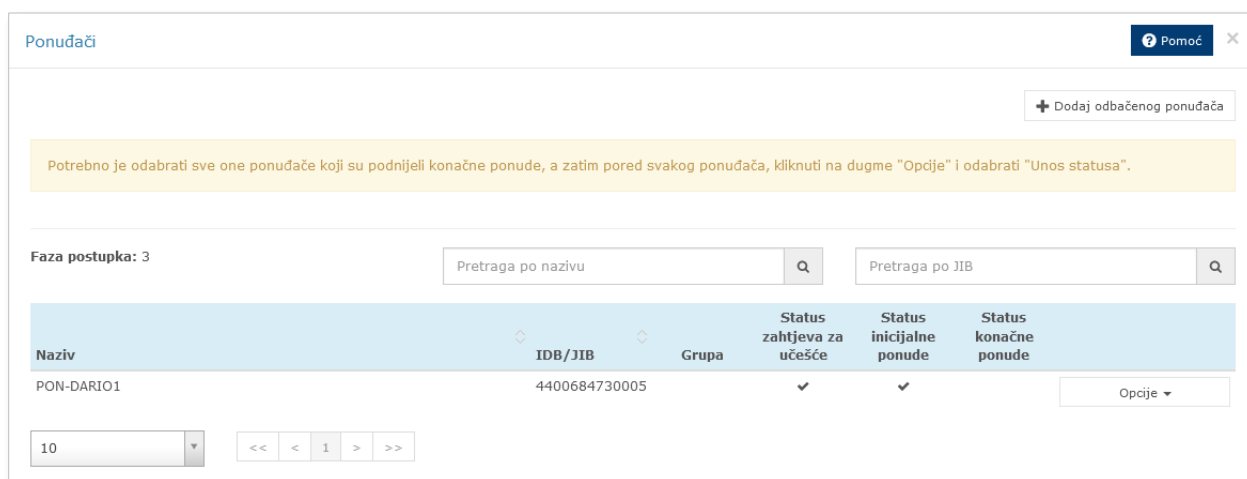 Ponuđači
Pomoć
Dodaj odbačenog ponuđača
Potrebno je odabrati sve one ponuđače koji su podnijeli konačne ponude, a zatim pored svakog ponuđača, kliknuti na dugme "Opcije" i odabrati "Unos statusa".
Faza postupka: 3
Pretraga po nazivu
Pretraga po JIB
Naziv
IDB/JIB
Grupa
Status
zahtjeva za
učešće
Status
inicijalne
ponude
Status
konačne
ponude
PON-DARIO1
4400684730005
Opcije
10
<< < 1 > >>